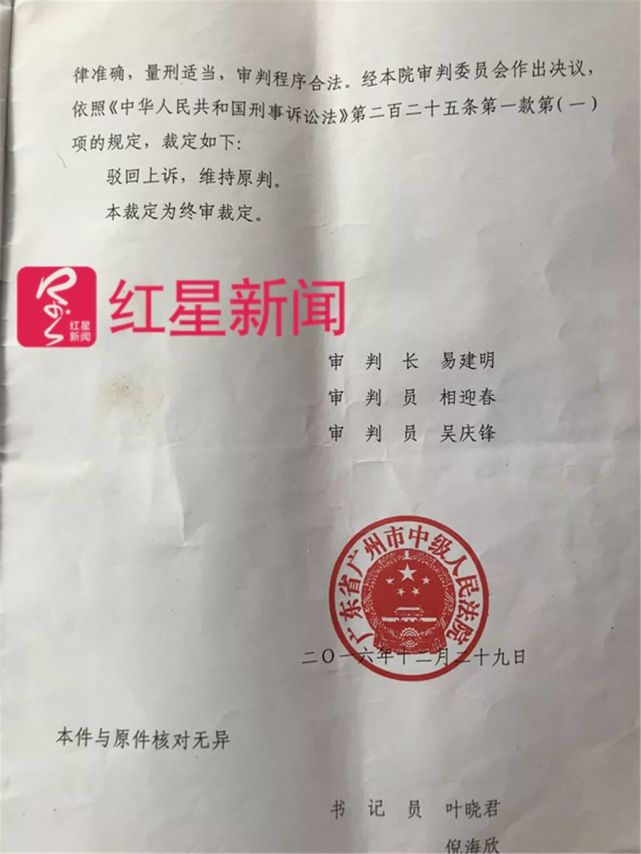 律准确，量刑适当，审判程序合法。经本院审判委员会作出决议，
依照《中华人民共和国刑事诉讼法》第二百二十五条第一款第(一)
项的规定，裁定如下：
驳回上诉，维持原判。
本裁定为终审裁定。
红星新闻
红星
新闻
审 判 长 易建明
审 判 员 相迎春
审 判 员 吴庆锋
广东省广州市中级人民法院
二〇一六年十二月二十九日
本件与原件核对无异
书 记 员 叶晓君
倪海欣